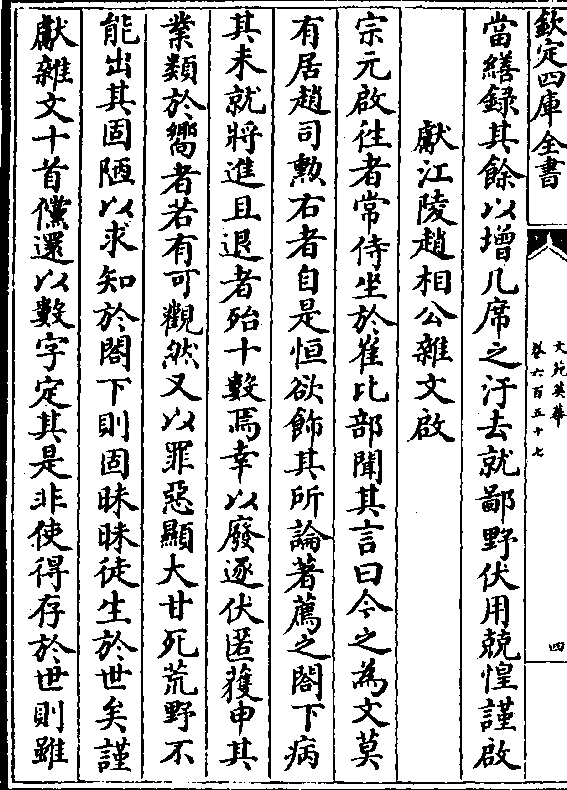 欽定四庫全書
文苑英華
卷六百五十七
四
當繕錄其餘以增几席之汙去就鄙野伏用兢惶謹啟
獻江陵趙相公雜文啟
宗元啟徃者常侍坐於崔比部聞其言曰今之為文莫
有居趙司勲右者自是恒欲飾其所論著薦之閤下病
其未就將進且退者殆十數焉幸以廢逐伏匿獲申其
業類於嚮者若有可觀然又以罪惡顯大甘死荒野不
能出其固陋以求知於閤下則固昧昧徒生於世矣謹
獻雜文十首儻還以數字定其是非使得存於世則雖